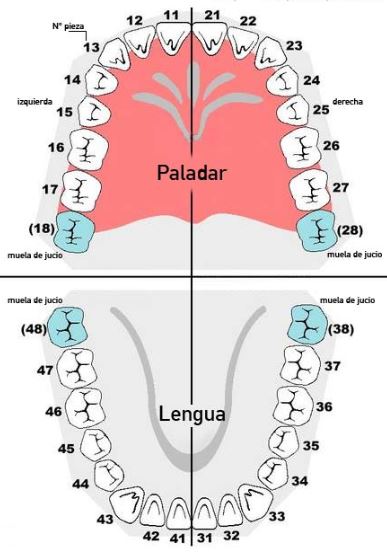 11 21
12 22
Nº pieza
13 23
14 24
izquierda derecha
15 25
16 26
Paladar
17 27
(18) (28)
muela de jucio muela de jucio
muela de jucio muela de jucio
(48) (38)
47 37
46 36
Lengua
45 35
44 34
43 33
42 41 31 32